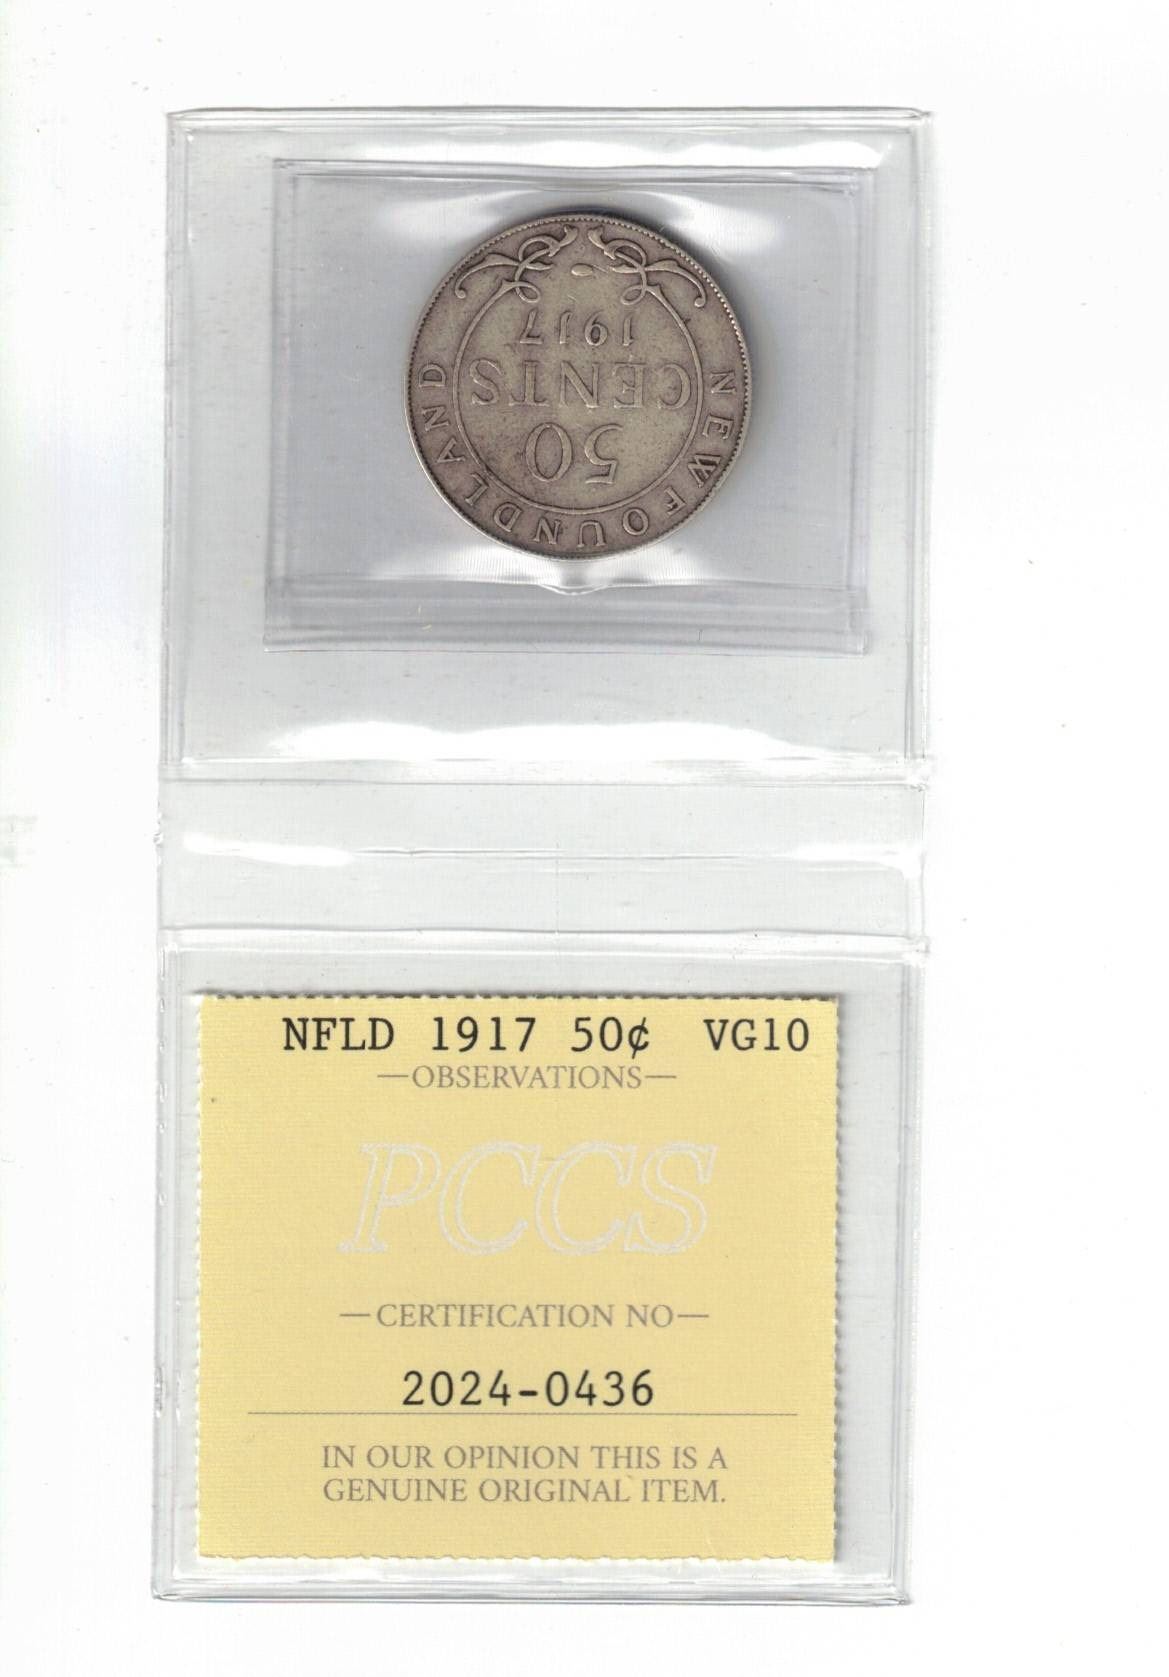 50
CENTS
1917
NEWFOUNDLAND
NFLD 1917 50¢ VG10
—OBSERVATIONS—
PCCS
—CERTIFICATION NO—
2024-0436
IN OUR OPINION THIS IS A
GENUINE ORIGINAL ITEM.